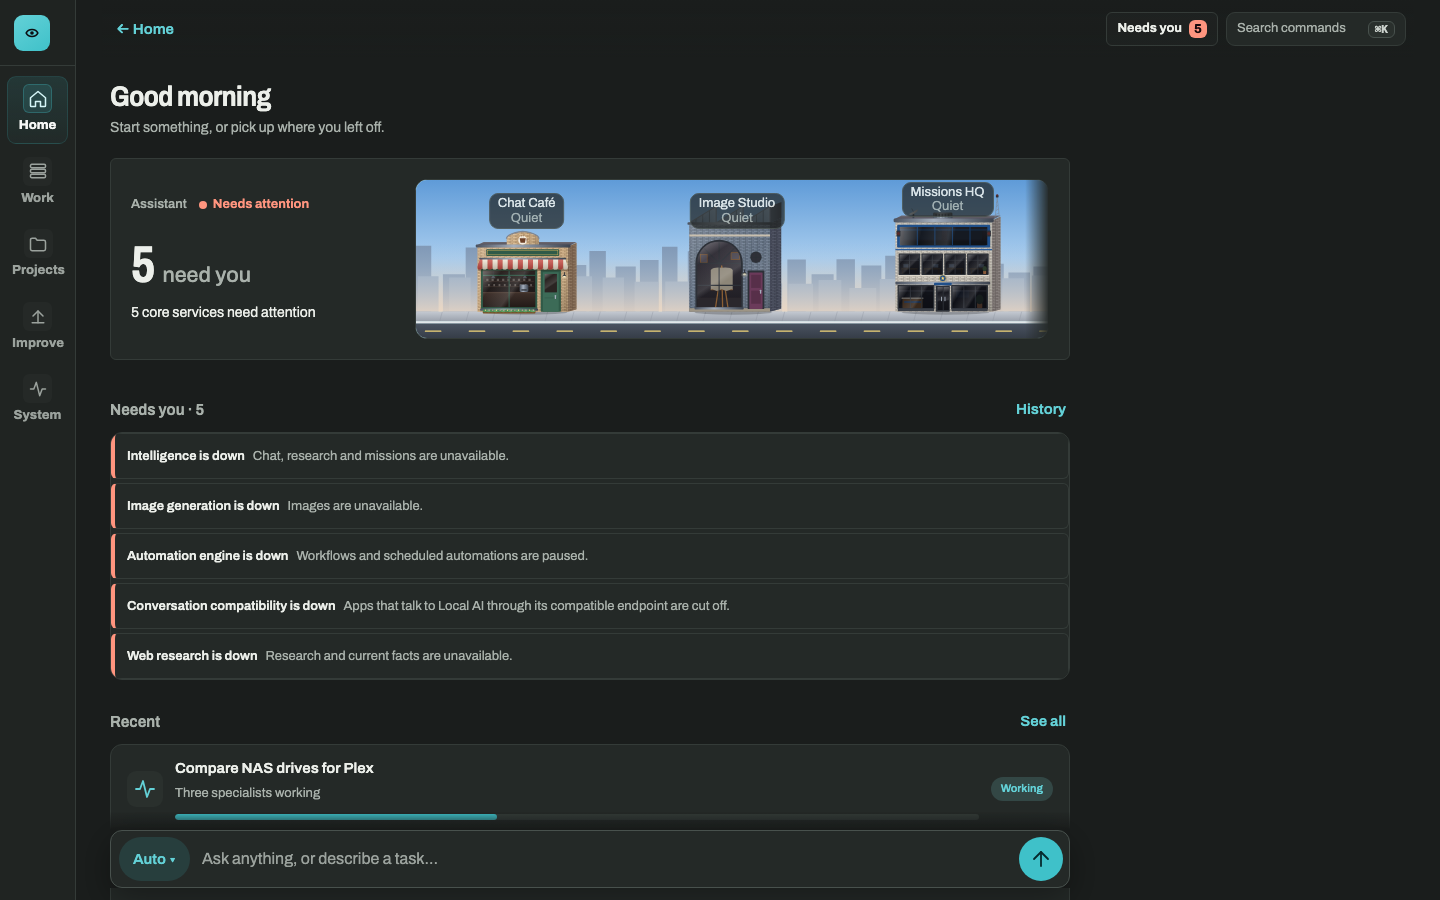 ← Home
Needs you 5
Search commands ⌘K
Home
Work
Projects
Improve
System
Good morning
Start something, or pick up where you left off.
Assistant Needs attention
5 need you
5 core services need attention
Chat Café
Quiet
Image Studio
Quiet
Missions HQ
Quiet
Needs you · 5
History
Intelligence is down Chat, research and missions are unavailable.
Image generation is down Images are unavailable.
Automation engine is down Workflows and scheduled automations are paused.
Conversation compatibility is down Apps that talk to Local AI through its compatible endpoint are cut off.
Web research is down Research and current facts are unavailable.
Recent
See all
Compare NAS drives for Plex
Three specialists working
Working
Auto ▾
Ask anything, or describe a task...